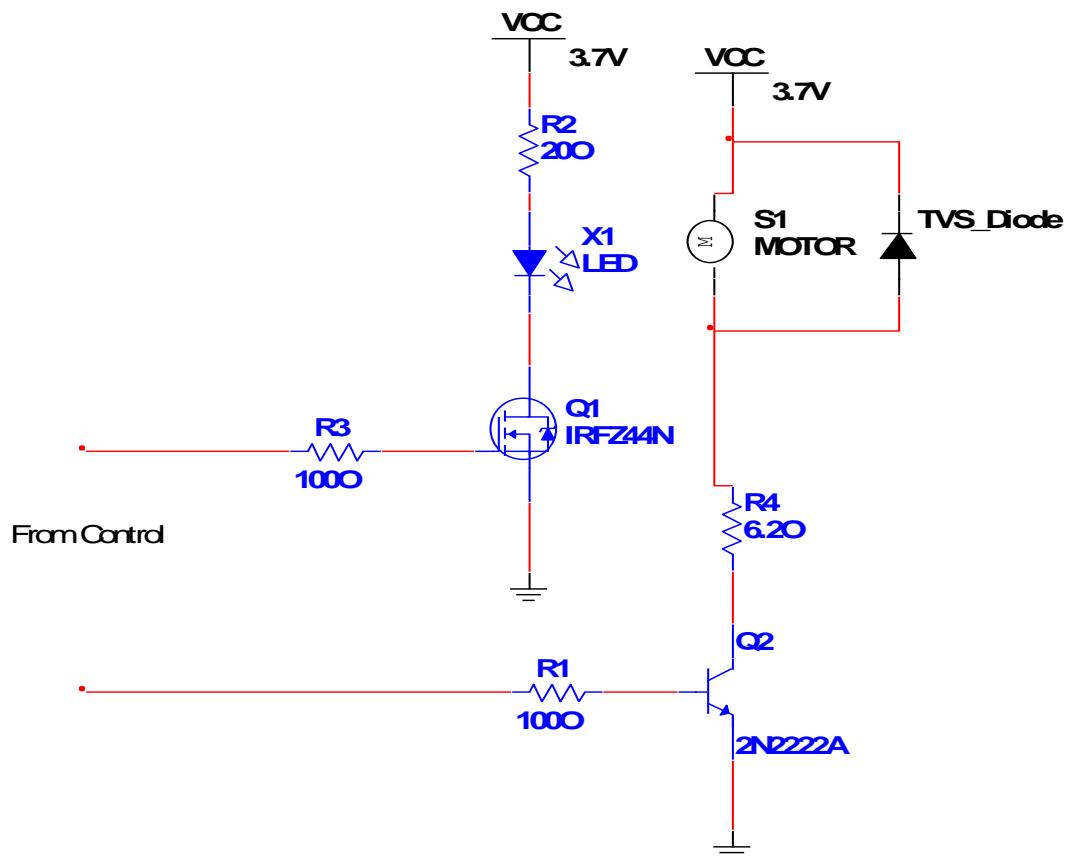 VCC
3.7V
VCC
3.7V
R2
20O
TVS_Diode
S1
MOTOR
M
X1
LED
Q1
IRFZ44N
R3
100O
R4
6.2O
From Control
Q2
R1
100O
2N2222A